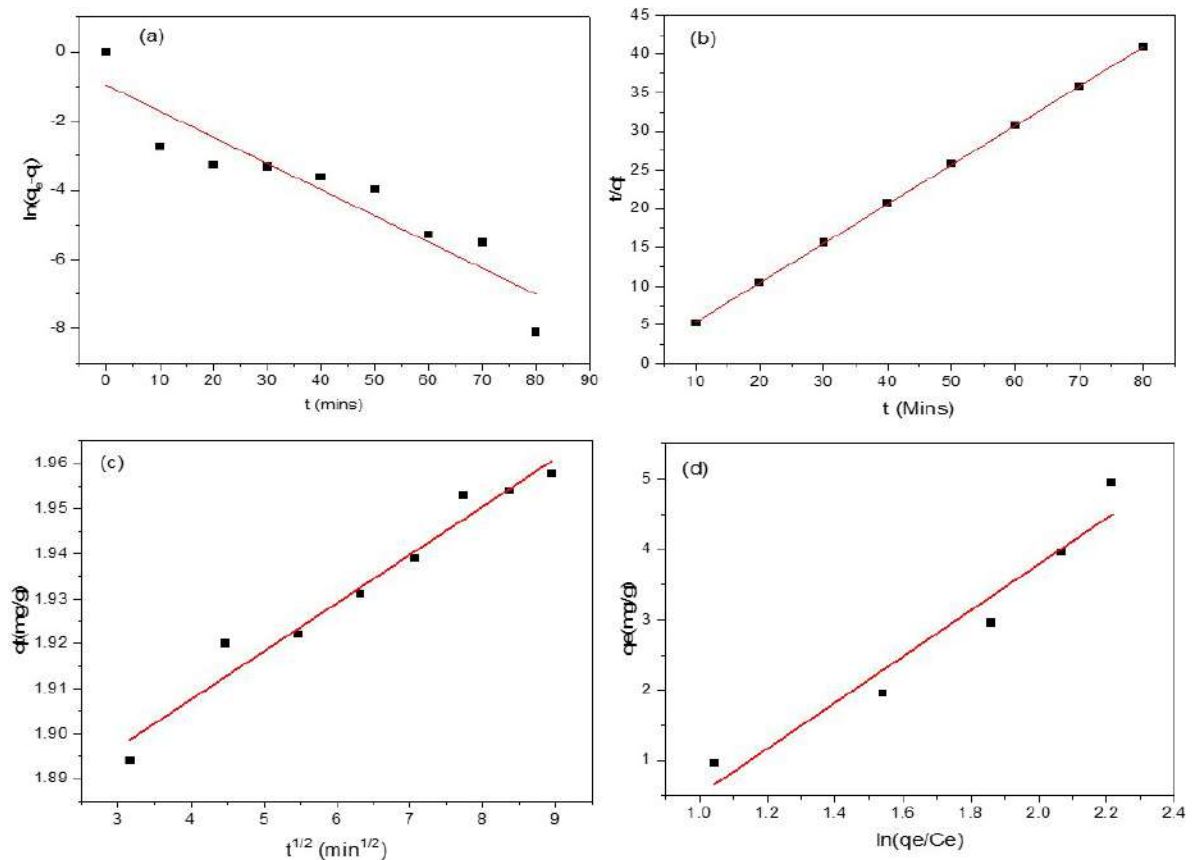 (a)
0
-2
-4
-6
-8
ln(qₑ-q)
0 10 20 30 40 50 60 70 80 90
t (mins)
(b)
45
40
35
30
25
20
15
10
5
0
t/qt
10 20 30 40 50 60 70 80
t (Mins)
(c)
1.96
1.95
1.94
1.93
1.92
1.91
1.90
1.89
qt(mg/g)
3 4 5 6 7 8 9
t^1/2 (min^1/2)
(d)
5
4
3
2
1
qe(mg/g)
1.0 1.2 1.4 1.6 1.8 2.0 2.2 2.4
ln(qe/Ce)